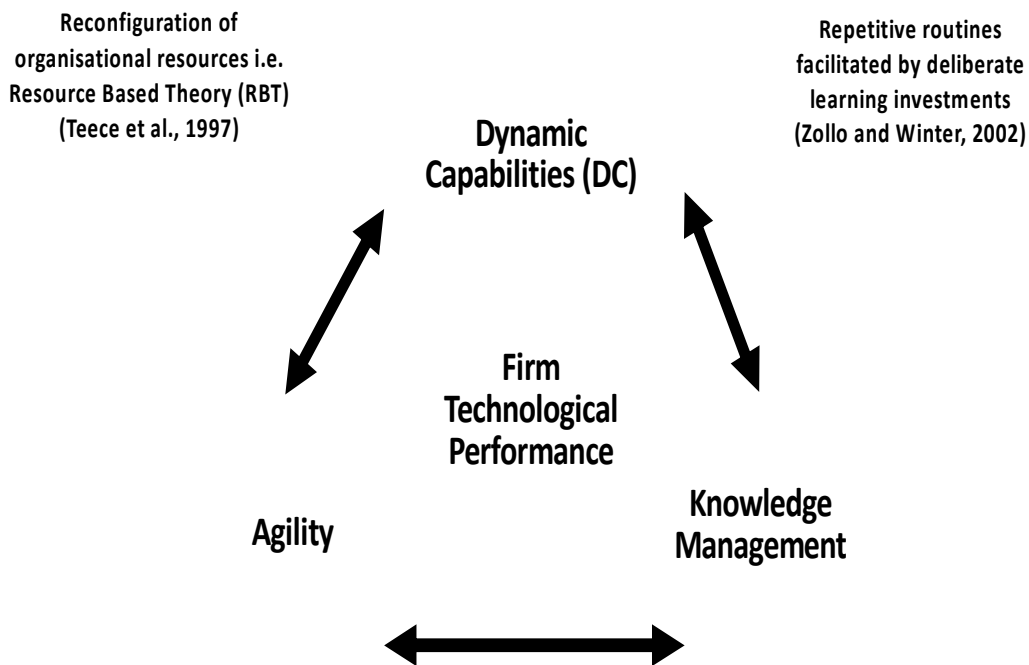 Reconfiguration of
organisational resources i.e.
Resource Based Theory (RBT)
(Teece et al., 1997)
Repetitive routines
facilitated by deliberate
learning investments
(Zollo and Winter, 2002)
Dynamic
Capabilities (DC)
Firm
Technological
Performance
Agility
Knowledge
Management